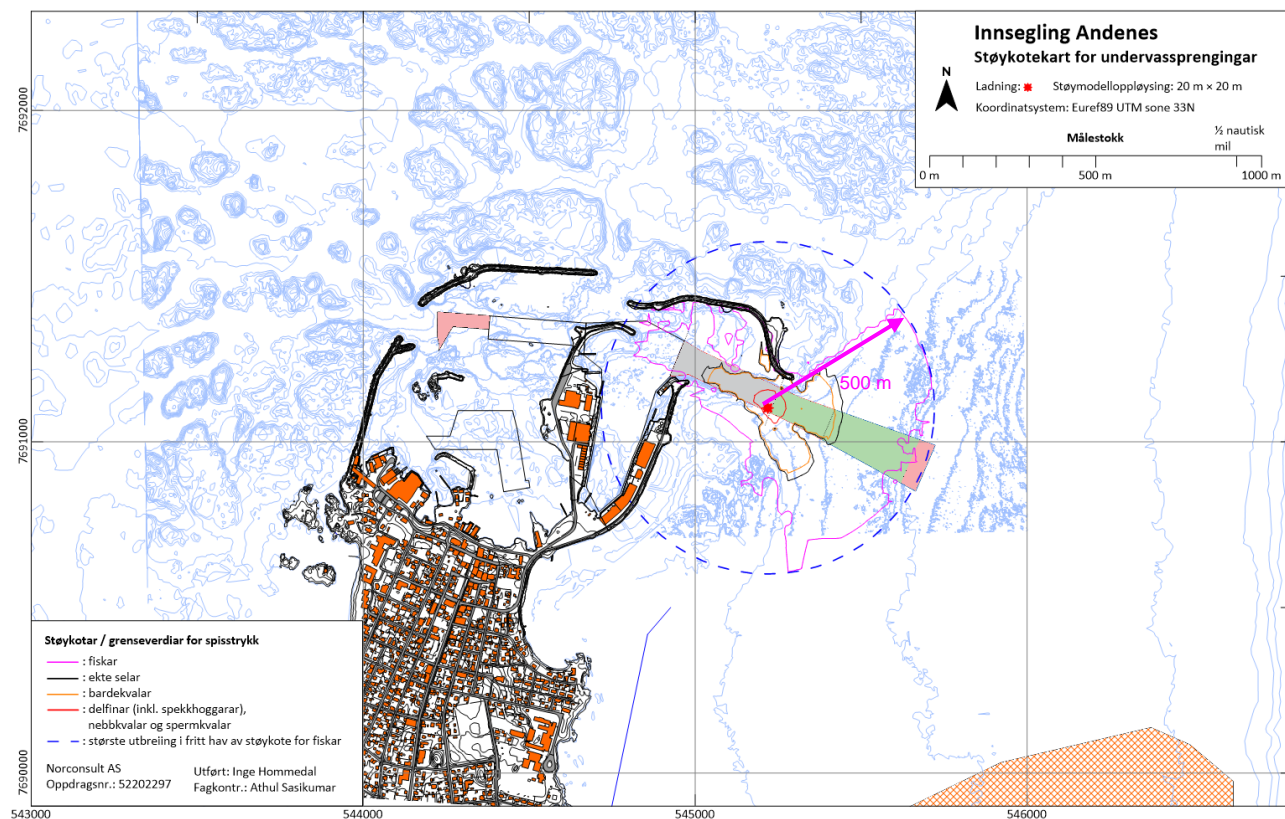 Innsegling Andenes
Støykotekart for undervassprengingar
N
Ladning: Støymodelloppløysing: 20 m × 20 m
Koordinatsystem: Euref89 UTM sone 33N
Målestokk
½ nautisk
mil
0 m 500 m 1000 m
7692000
7691000
7690000
500 m
Støykotar / grenseverdiar for spisstrykk
: fiskar
: ekte selar
: bardekvalar
: delfinar (inkl. spekkhoggarar),
nebbkvalar og spermkvalar
: største utbreiing i fritt hav av støykote for fiskar
Norconsult AS
Oppdragsnr.: 52202297
Utført: Inge Hommedal
Fagkontr.: Athul Sasikumar
543000 544000 545000 546000